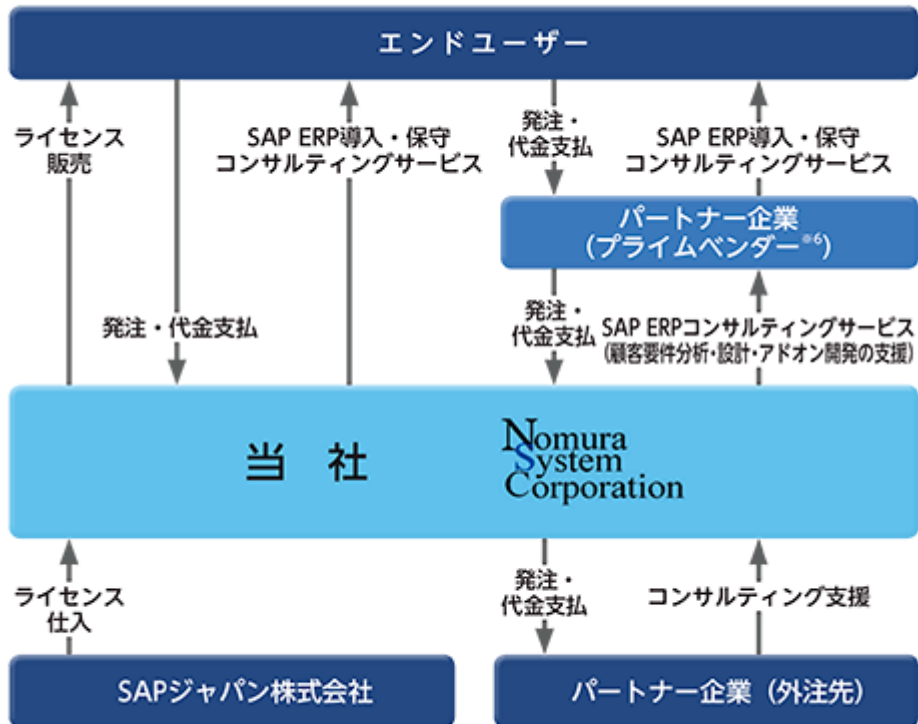 エンドユーザー
ライセンス
販売
SAP ERP導入・保守
コンサルティングサービス
発注・
代金支払
SAP ERP導入・保守
コンサルティングサービス
パートナー企業
(プライムベンダー※6)
発注・代金支払
発注・
代金支払
SAP ERPコンサルティングサービス
(顧客要件分析・設計・アドオン開発の支援)
当 社
Nomura
System
Corporation
ライセンス
仕入
発注・
代金支払
コンサルティング支援
SAPジャパン株式会社
パートナー企業(外注先)